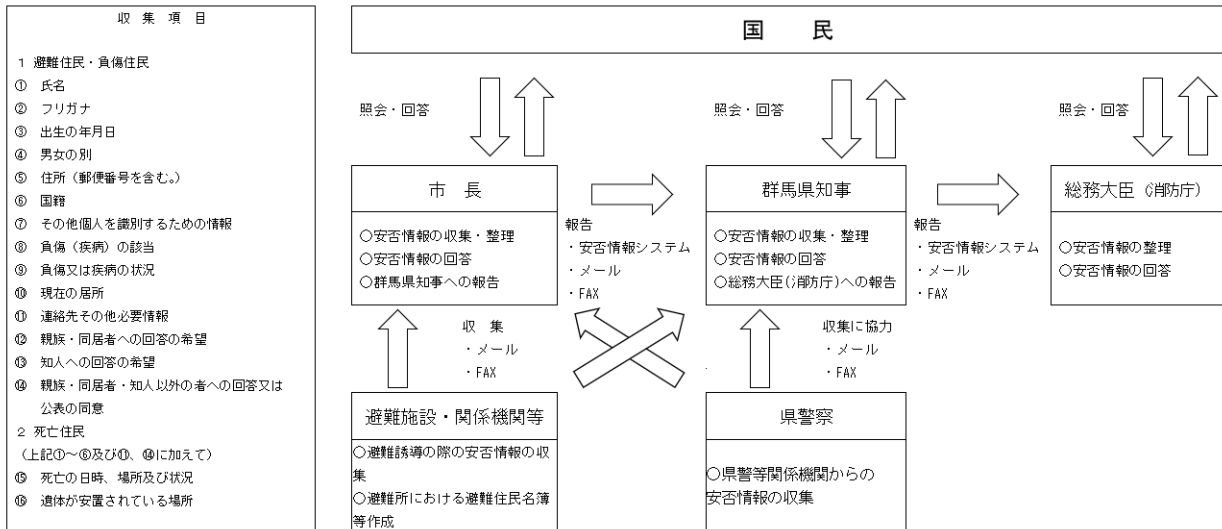 収 集 項 目
1 避難住民・負傷住民
① 氏名
② フリガナ
③ 出生の年月日
④ 男女の別
⑤ 住所（郵便番号を含む。）
⑥ 国籍
⑦ その他個人を識別するための情報
⑧ 負傷（疾病）の該当
⑨ 負傷又は疾病の状況
⑩ 現在の居所
⑪ 連絡先その他必要情報
⑫ 親族・同居者への回答の希望
⑬ 知人への回答の希望
⑭ 親族・同居者・知人以外の者への回答又は
公表の同意
2 死亡住民
（上記①～⑥及び⑪、⑭に加えて）
⑮ 死亡の日時、場所及び状況
⑯ 遺体が安置されている場所
国 民
照会・回答
照会・回答
照会・回答
市 長
○安否情報の収集・整理
○安否情報の回答
○群馬県知事への報告
報告
・安否情報システム
・メール
・FAX
群馬県知事
○安否情報の収集・整理
○安否情報の回答
○総務大臣(消防庁)への報告
報告
・安否情報システム
・メール
・FAX
総務大臣（消防庁）
○安否情報の整理
○安否情報の回答
収 集
・メール
・FAX
収集に協力
・メール
・FAX
避難施設・関係機関等
○避難誘導の際の安否情報の収
集
○避難所における避難住民名簿
等作成
県警察
○県警等関係機関からの
安否情報の収集